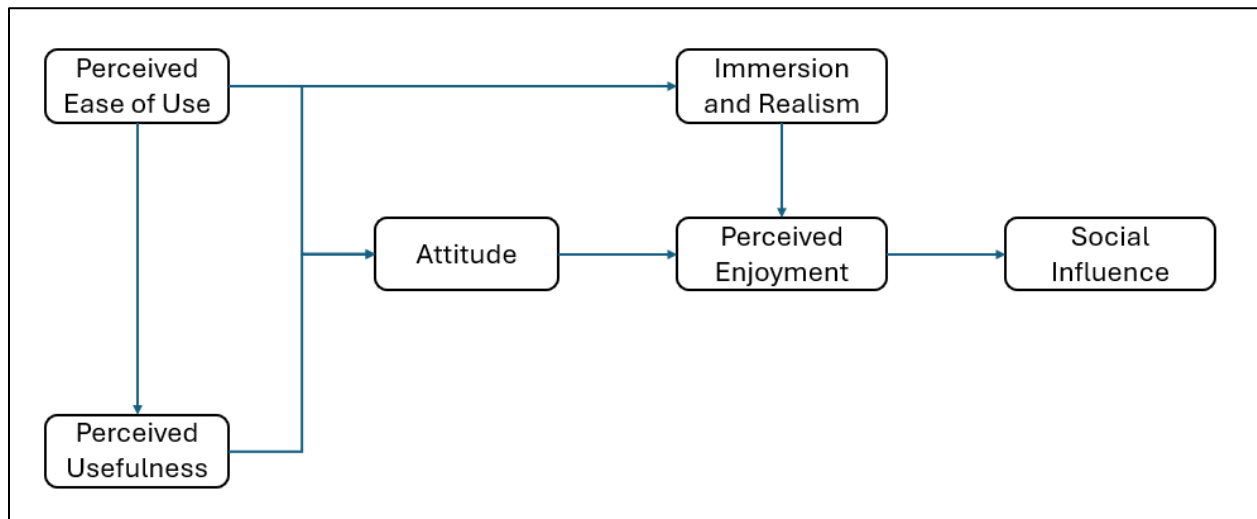 Perceived
Ease of Use
Immersion
and Realism
Attitude
Perceived
Enjoyment
Social
Influence
Perceived
Usefulness